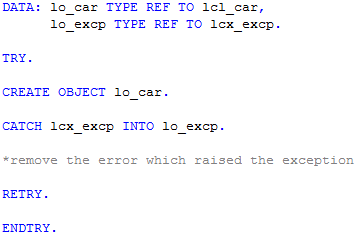 DATA: lo_car TYPE REF TO lcl_car,
lo_excp TYPE REF TO lcx_excp.
TRY.
CREATE OBJECT lo_car.
CATCH lcx_excp INTO lo_excp.
*remove the error which raised the exception
RETRY.
ENDTRY.